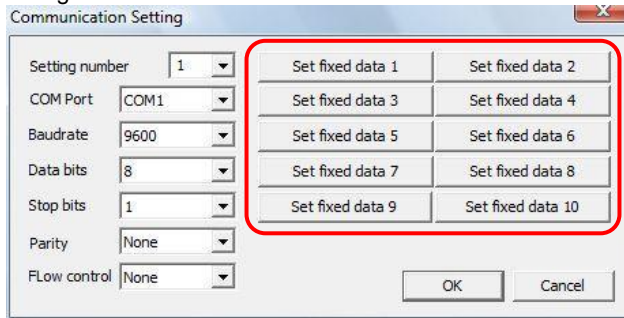 Communication Setting
Setting number 1 Set fixed data 1 Set fixed data 2
COM Port COM1 Set fixed data 3 Set fixed data 4
Baudrate 9600 Set fixed data 5 Set fixed data 6
Data bits 8 Set fixed data 7 Set fixed data 8
Stop bits 1 Set fixed data 9 Set fixed data 10
Parity None
FLow control None OK Cancel